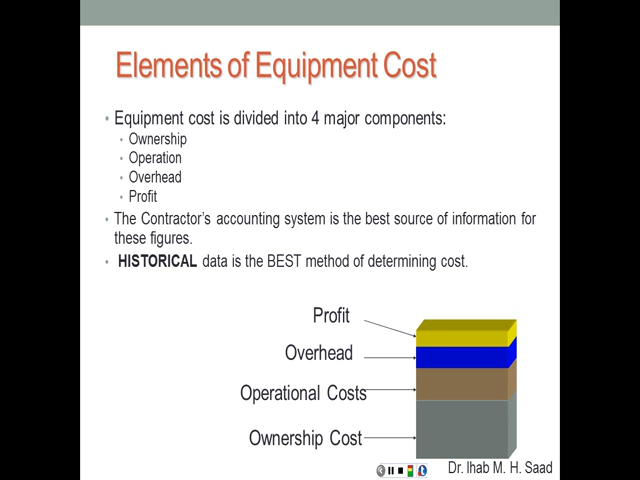 Elements of Equipment Cost
• Equipment cost is divided into 4 major components:
• Ownership
• Operation
• Overhead
• Profit
• The Contractor's accounting system is the best source of information for
these figures.
• HISTORICAL data is the BEST method of determining cost.
Profit
Overhead
Operational Costs
Ownership Cost
Dr. Ihab M. H. Saad